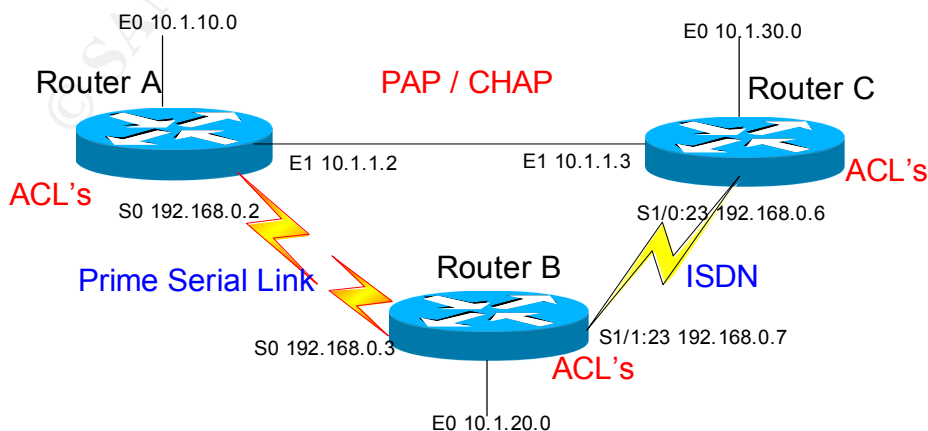 E0 10.1.10.0
E0 10.1.30.0
Router A
PAP / CHAP
Router C
E1 10.1.1.2
E1 10.1.1.3
ACL's
ACL's
S0 192.168.0.2
S1/0:23 192.168.0.6
Prime Serial Link
Router B
ISDN
S0 192.168.0.3
S1/1:23 192.168.0.7
ACL's
E0 10.1.20.0